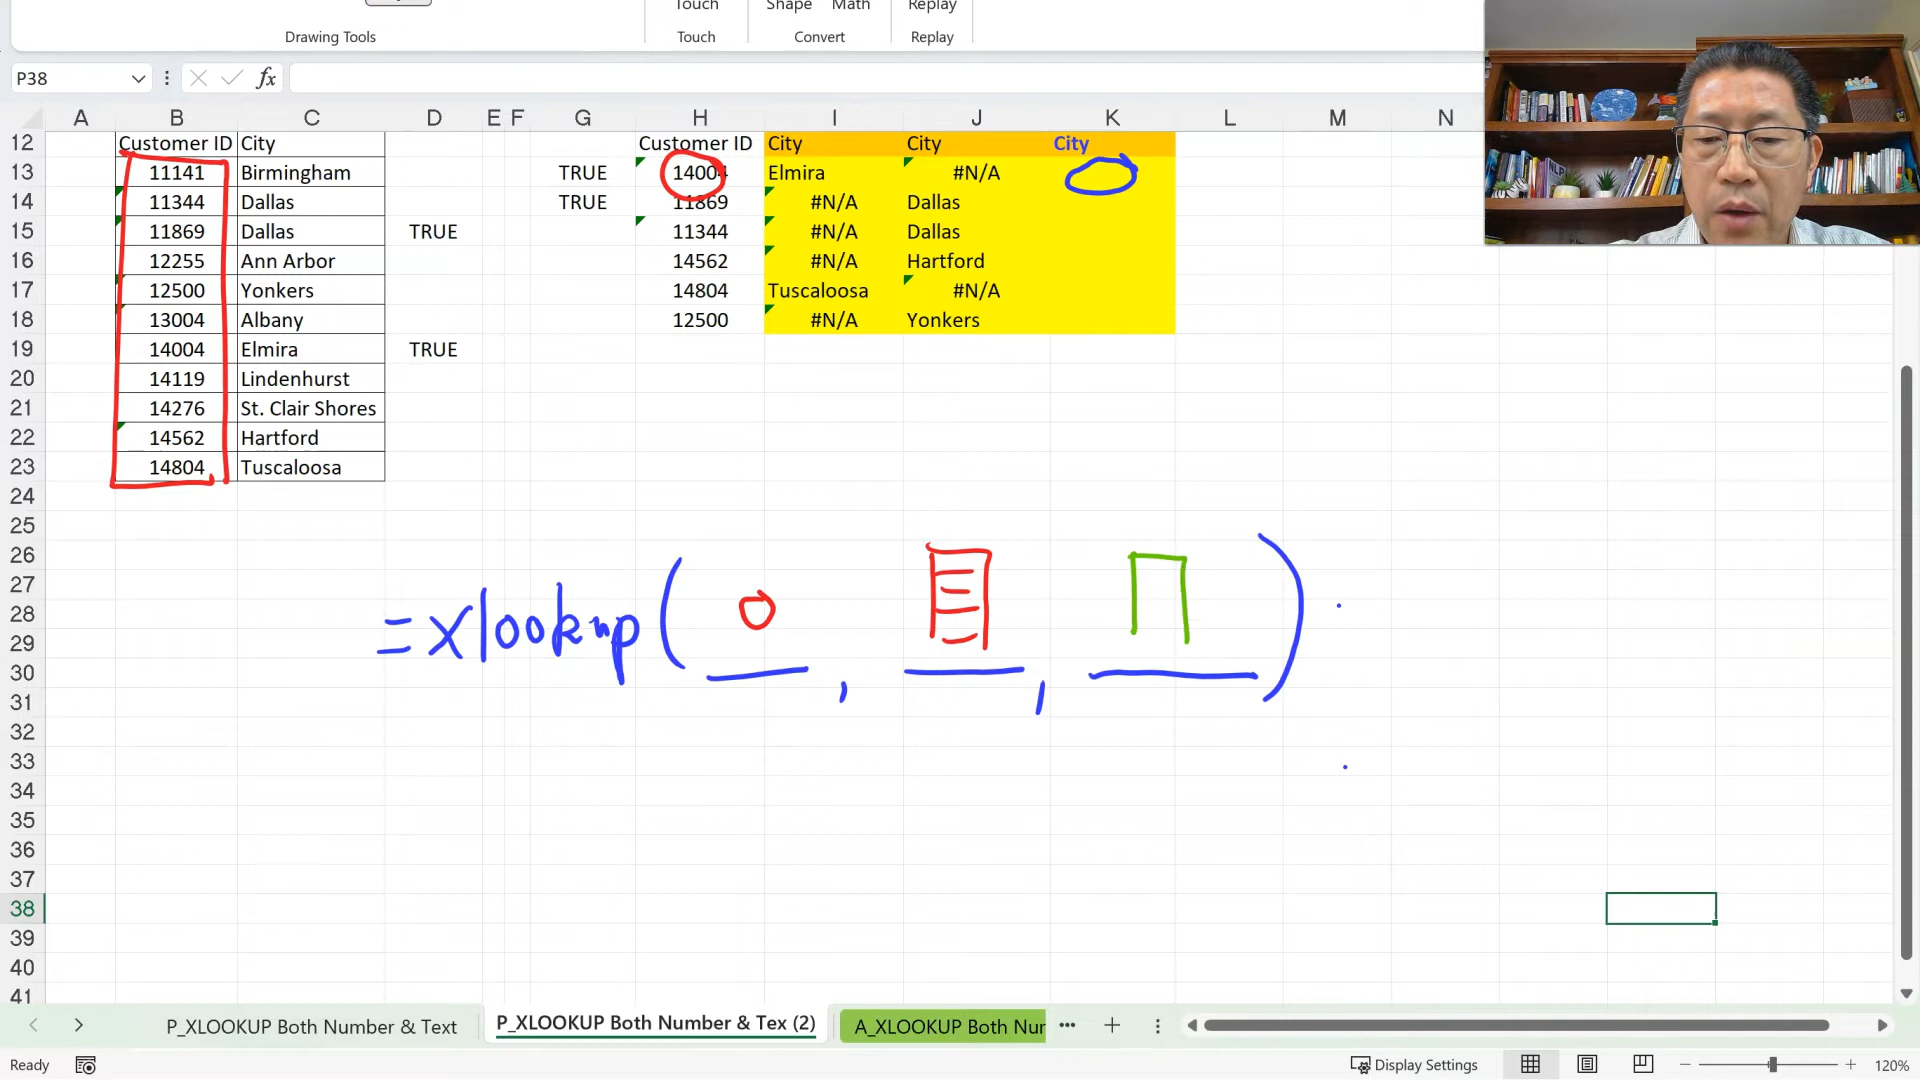 Touch Shape Math Replay
Drawing Tools Touch Convert Replay
P38 fx
A B C D E F G H I J K L M N
12 Customer ID City Customer ID City City City
13 11141 Birmingham TRUE 14004 Elmira #N/A
14 11344 Dallas TRUE 11869 #N/A Dallas
15 11869 Dallas TRUE 11344 #N/A Dallas
16 12255 Ann Arbor 14562 #N/A Hartford
17 12500 Yonkers 14804 Tuscaloosa #N/A
18 13004 Albany 12500 #N/A Yonkers
19 14004 Elmira TRUE
20 14119 Lindenhurst
21 14276 St. Clair Shores
22 14562 Hartford
23 14804 Tuscaloosa
24
25
26
27
28
=xlookup( , , )
29
30
31
32
33
34
35
36
37
38
39
40
41
P_XLOOKUP Both Number & Text P_XLOOKUP Both Number & Tex (2) A_XLOOKUP Both Nur
Ready Display Settings 120%